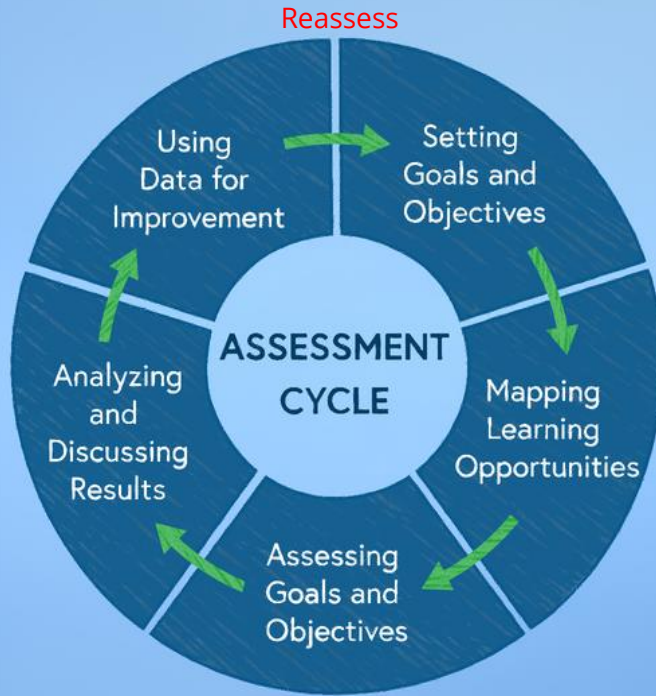 Reassess
Setting
Goals and
Objectives
Mapping
Learning
Opportunities
Assessing
Goals and
Objectives
Analyzing
and
Discussing
Results
Using
Data for
Improvement
ASSESSMENT
CYCLE